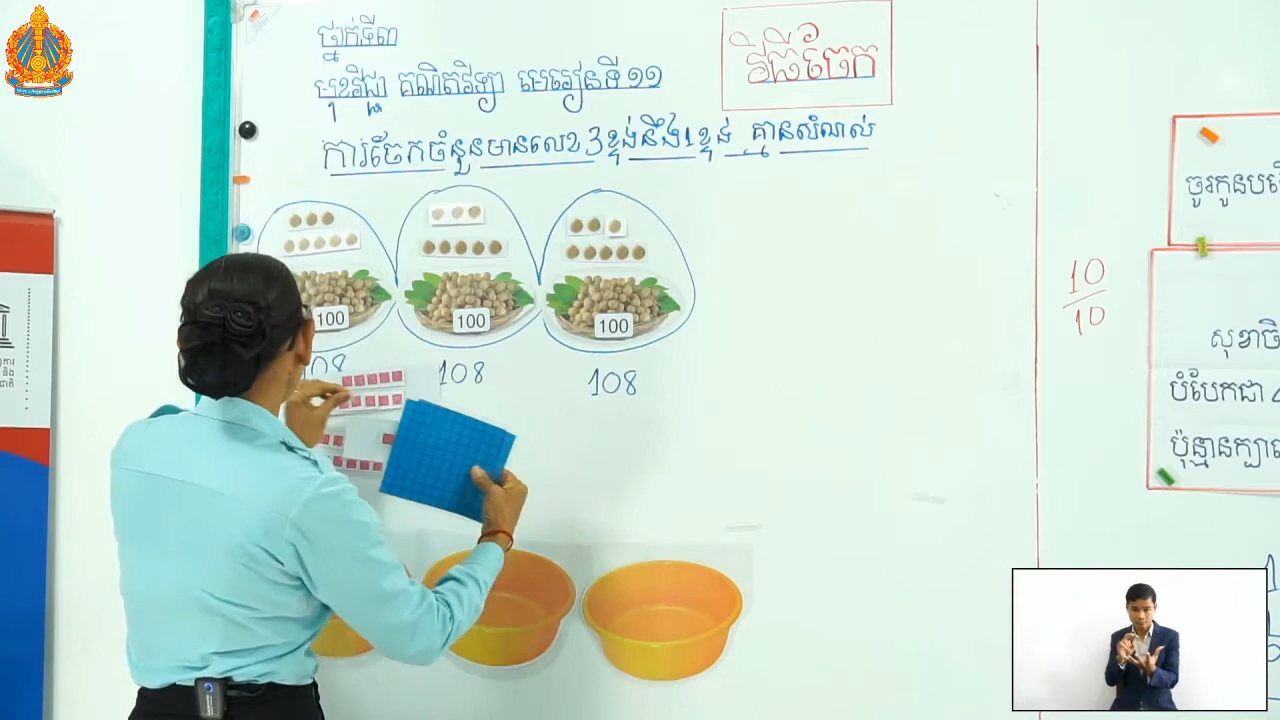 ថ្នាក់ទី៣
មុខវិជ្ជា គណិតវិទ្យា មេរៀនទី១១
វិធីចែក
ការចែកចំនួនមានលេខ 3ខ្ទង់នឹង1ខ្ទង់ គ្មានសំណល់
100
100
100
108
108
108
10
10
ចូរកូនប
សុខាចិ
បំបែកជា
ប៉ុន្មានក្បា